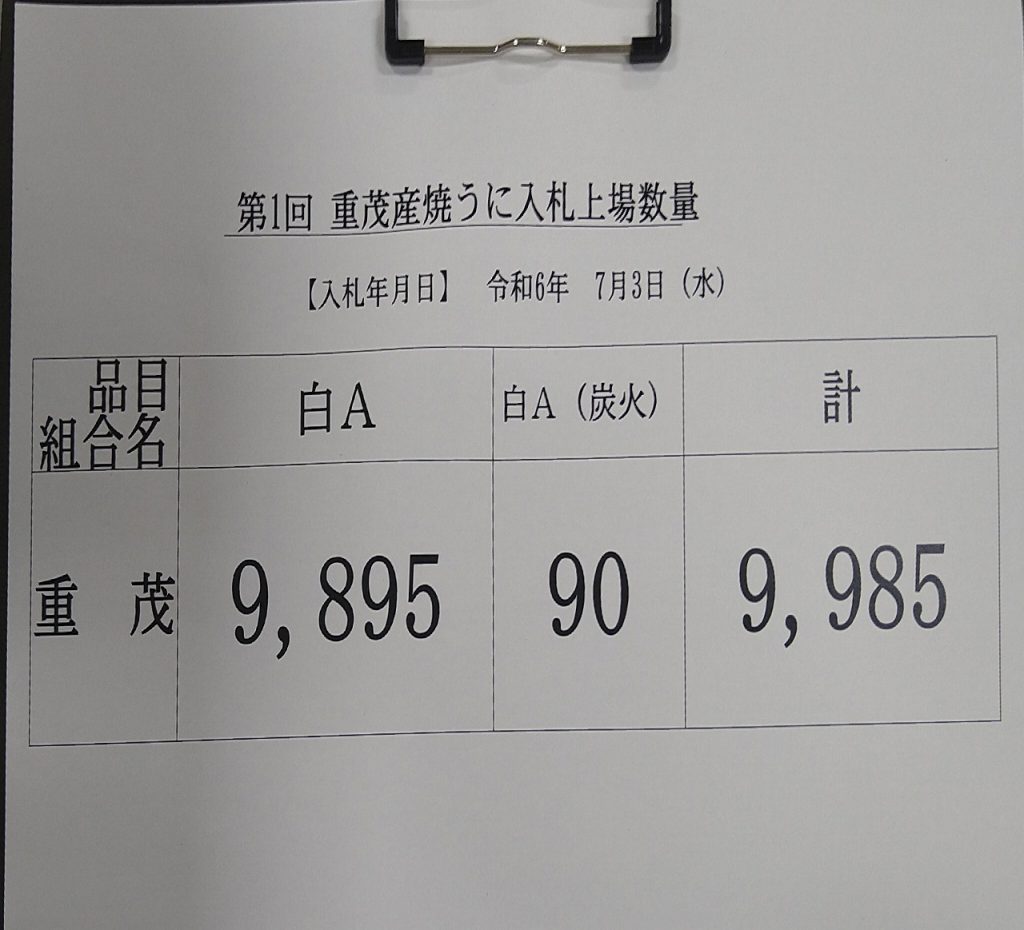 第1回 重茂産焼うに入札上場数量
【入札年月日】 令和6年 7月3日(水)
品目
組合名 白A 白A(炭火) 計
重 茂 9,895 90 9,985